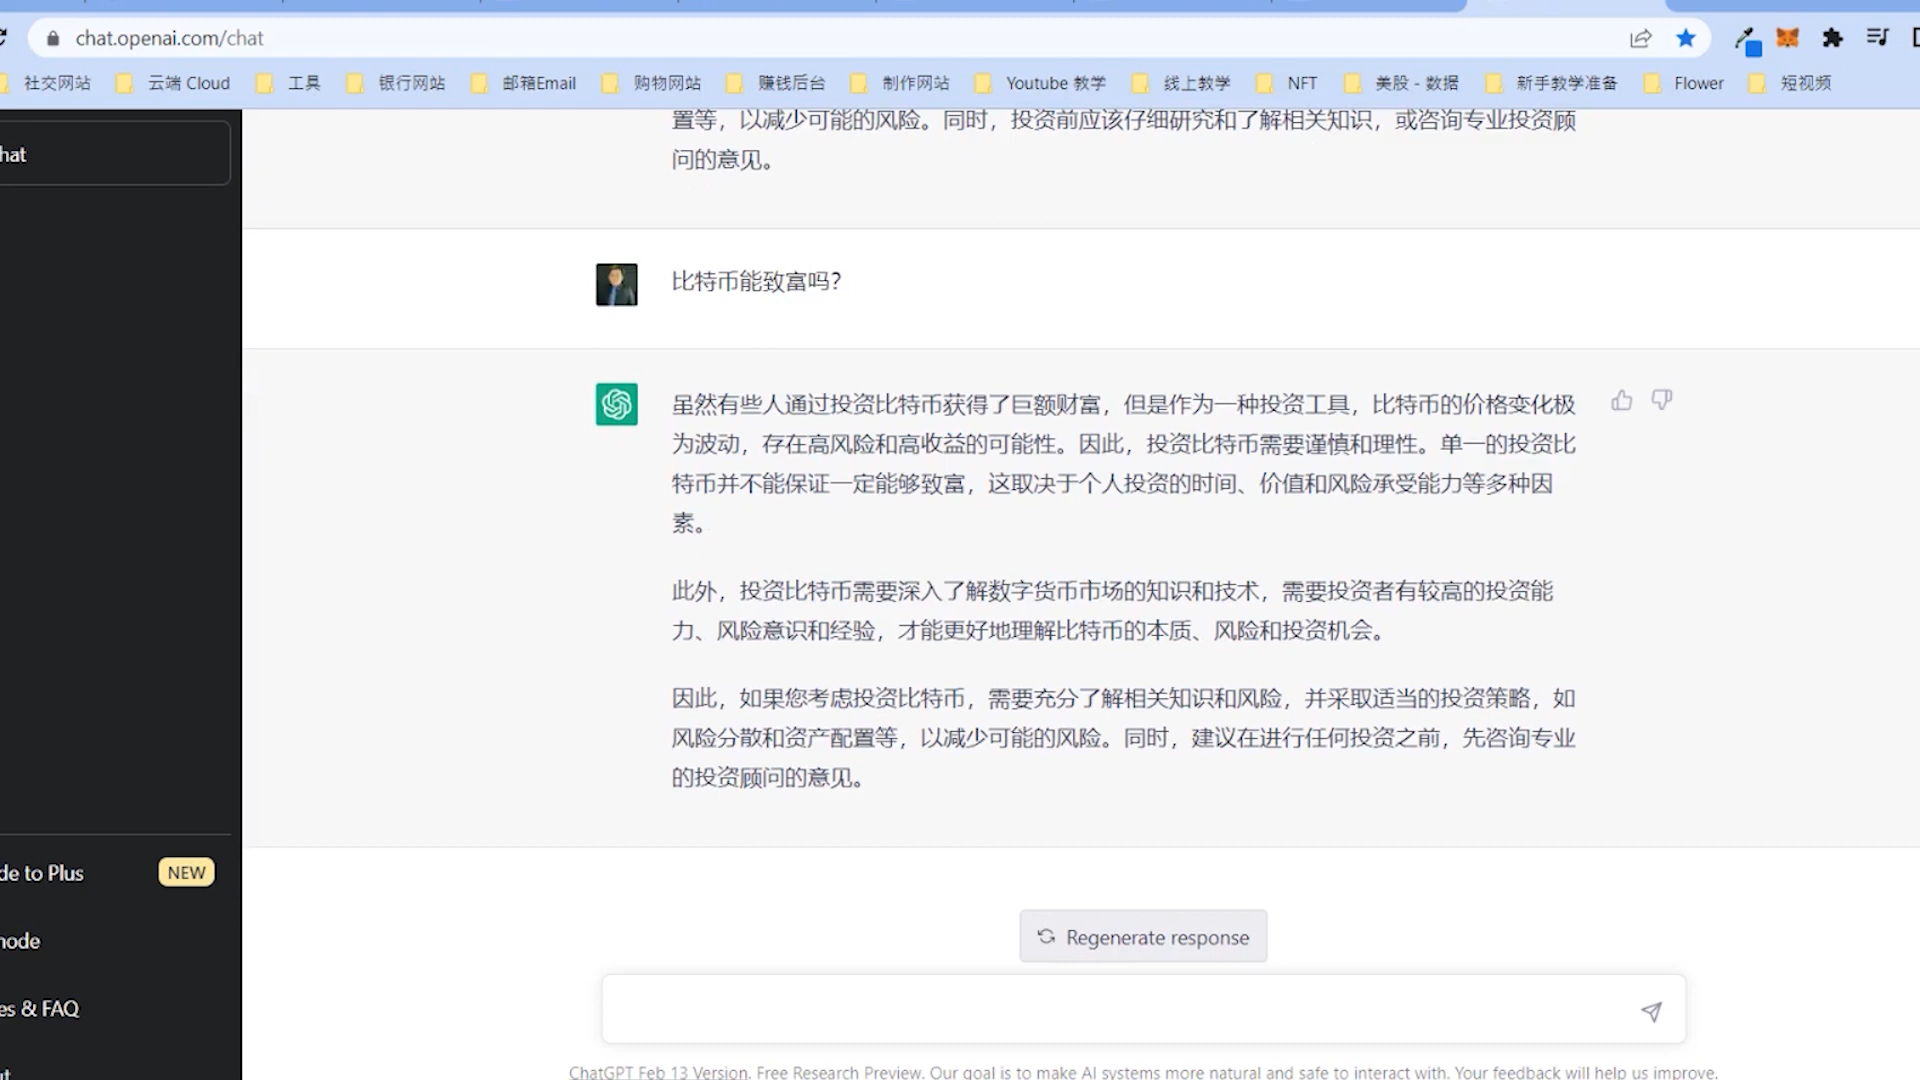 chat.openai.com/chat
社交网站 云端 Cloud 工具 银行网站 邮箱Email 购物网站 赚钱后台 制作网站 Youtube 教学 线上教学 NFT 美股 - 数据 新手教学准备 Flower 短视频
hat
置等，以减少可能的风险。同时，投资前应该仔细研究和了解相关知识，或咨询专业投资顾
问的意见。
比特币能致富吗？
虽然有些人通过投资比特币获得了巨额财富，但是作为一种投资工具，比特币的价格变化极
为波动，存在高风险和高收益的可能性。因此，投资比特币需要谨慎和理性。单一的投资比
特币并不能保证一定能够致富，这取决于个人投资的时间、价值和风险承受能力等多种因
素。
此外，投资比特币需要深入了解数字货币市场的知识和技术，需要投资者有较高的投资能
力、风险意识和经验，才能更好地理解比特币的本质、风险和投资机会。
因此，如果您考虑投资比特币，需要充分了解相关知识和风险，并采取适当的投资策略，如
风险分散和资产配置等，以减少可能的风险。同时，建议在进行任何投资之前，先咨询专业
的投资顾问的意见。
de to Plus NEW
node
es & FAQ
Regenerate response
ChatGPT Feb 13 Version. Free Research Preview. Our goal is to make AI systems more natural and safe to interact with. Your feedback will help us improve.